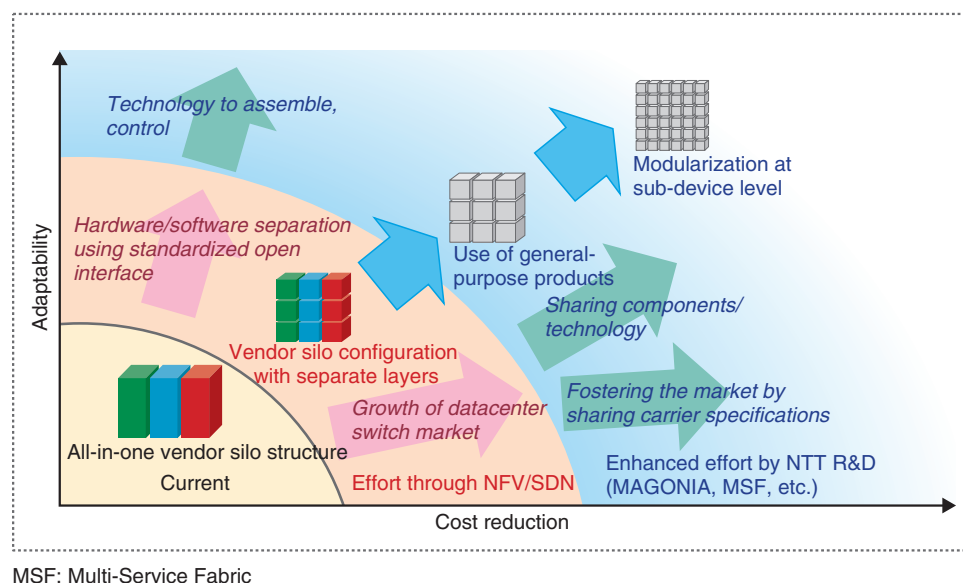 Technology to assemble,
control
Modularization at
sub-device level
Hardware/software separation
using standardized open
interface
Use of general-
purpose products
Adaptability
Sharing components/
technology
Vendor silo configuration
with separate layers
Growth of datacenter
switch market
Fostering the market by
sharing carrier specifications
All-in-one vendor silo structure
Current
Effort through NFV/SDN
Enhanced effort by NTT R&D
(MAGONIA, MSF, etc.)
Cost reduction
MSF: Multi-Service Fabric